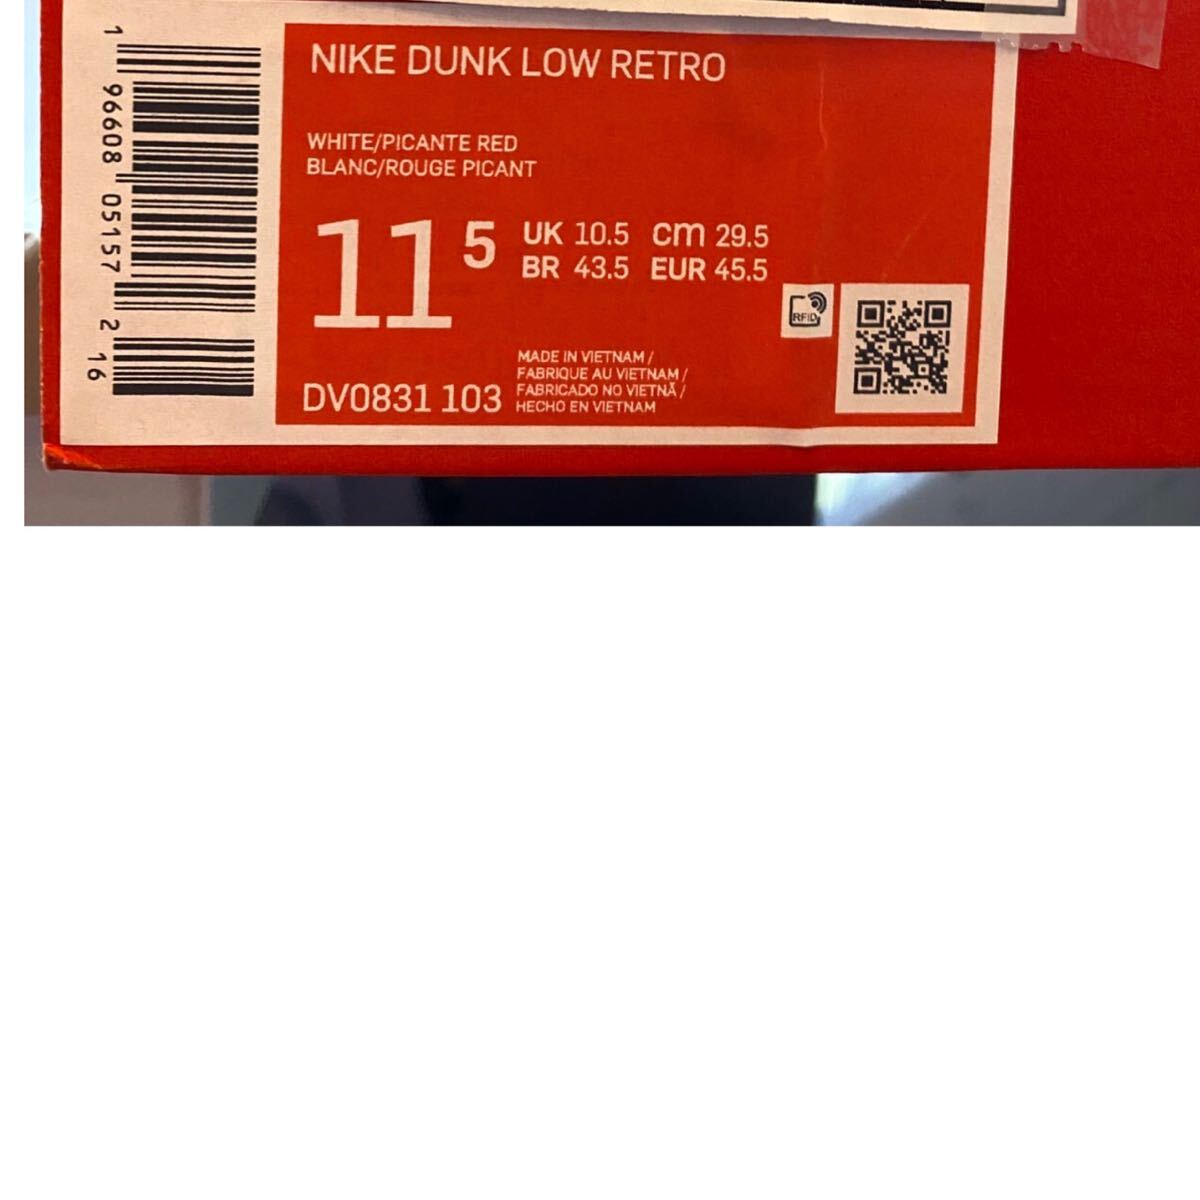 NIKE DUNK LOW RETRO
WHITE/PICANTE RED
BLANC/ROUGE PICANT
11 5
UK 10.5 cm 29.5
BR 43.5 EUR 45.5
RFID
MADE IN VIETNAM /
FABRIQUE AU VIETNAM /
FABRICADO NO VIETNÃ /
HECHO EN VIETNAM
DV0831 103
1 96608 05157 2 16